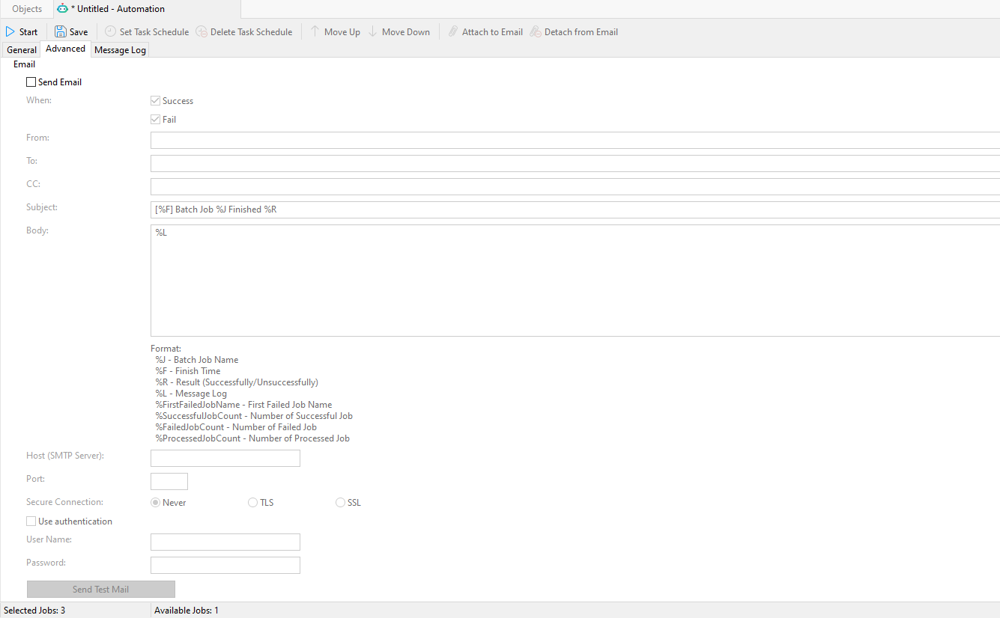 Objects
* Untitled - Automation
Start Save Set Task Schedule Delete Task Schedule Move Up Move Down Attach to Email Detach from Email
General Advanced Message Log
Email
Send Email
When: Success
Fail
From:
To:
CC:
Subject: [%F] Batch Job %J Finished %R
Body: %L
Format:
%J - Batch Job Name
%F - Finish Time
%R - Result (Successfully/Unsuccessfully)
%L - Message Log
%FirstFailedJobName - First Failed Job Name
%SuccessfulJobCount - Number of Successful Job
%FailedJobCount - Number of Failed Job
%ProcessedJobCount - Number of Processed Job
Host (SMTP Server):
Port:
Secure Connection: Never TLS SSL
Use authentication
User Name:
Password:
Send Test Mail
Selected Jobs: 3 Available Jobs: 1